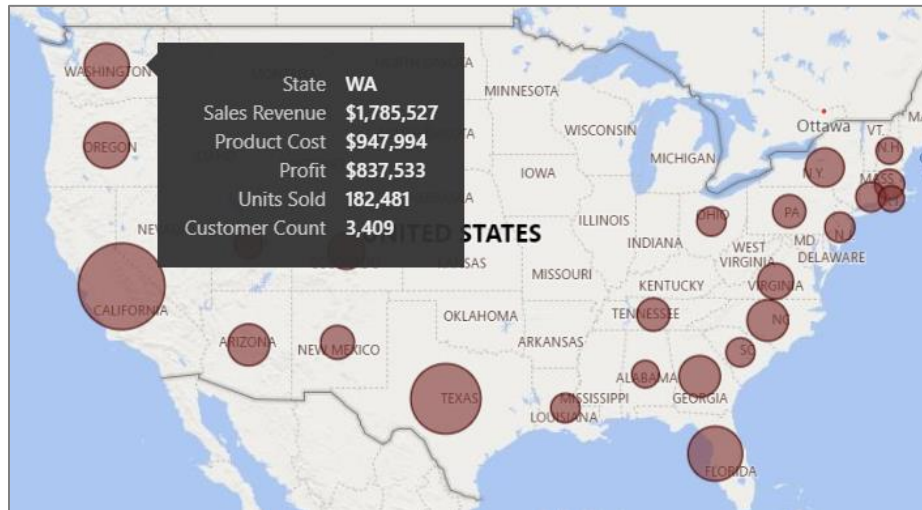 WASHINGTON
State WA
Sales Revenue $1,785,527
Product Cost $947,994
Profit $837,533
Units Sold 182,481
Customer Count 3,409
MINNESOTA
Ottawa
VT.
N.H.
OREGON
WISCONSIN
MICHIGAN
N.Y.
MASS
IOWA
OHIO
PA
ILLINOIS
INDIANA
UNITED STATES
MD
DELAWARE
WEST
VIRGINIA
KANSAS
MISSOURI
KENTUCKY
VIRGINIA
CALIFORNIA
OKLAHOMA
TENNESSEE
NC
ARIZONA
NEW MEXICO
ARKANSAS
SC
ALABAMA
TEXAS
MISSISSIPPI
GEORGIA
LOUISIANA
FLORIDA